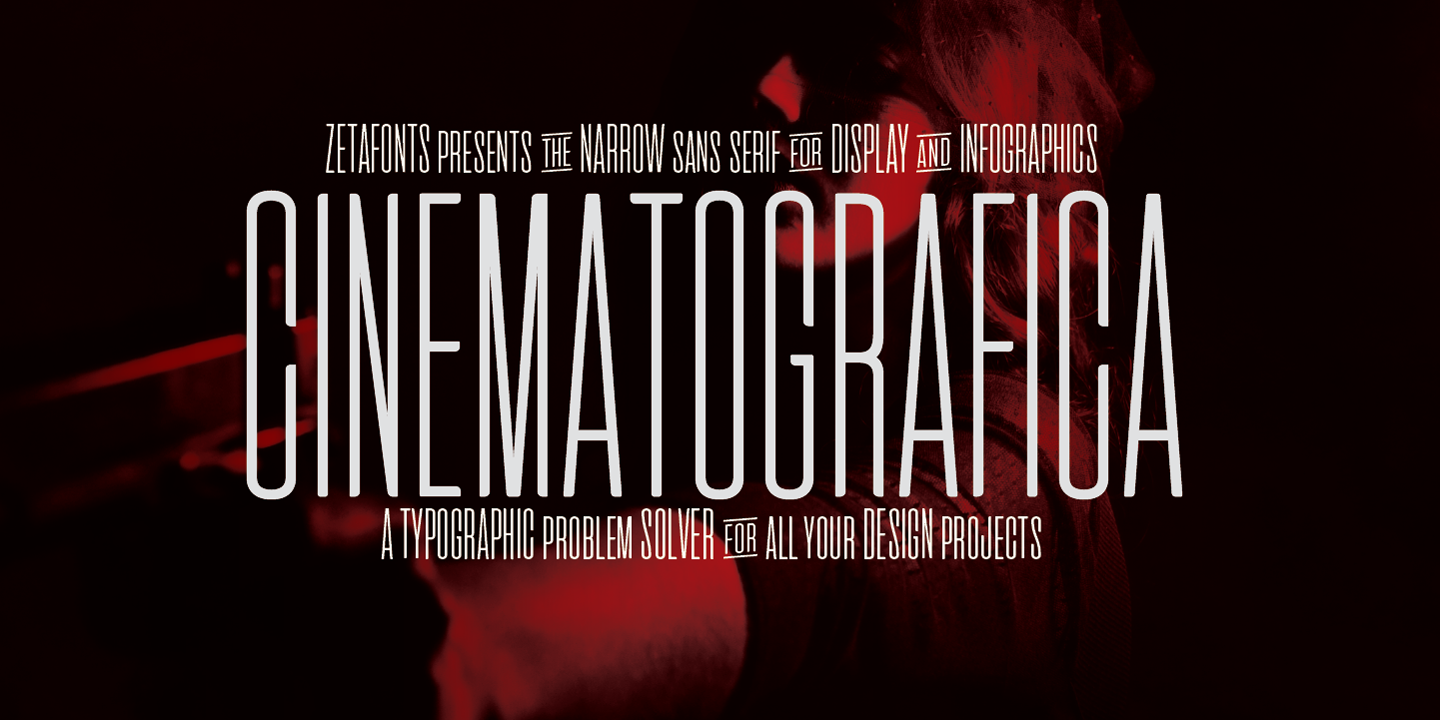 ZETAFONTS PRESENTS THE NARROW SANS SERIF FOR DISPLAY AND INFOGRAPHICS
CINEMATOGRAFICA
A TYPOGRAPHIC PROBLEM SOLVER FOR ALL YOUR DESIGN PROJECTS